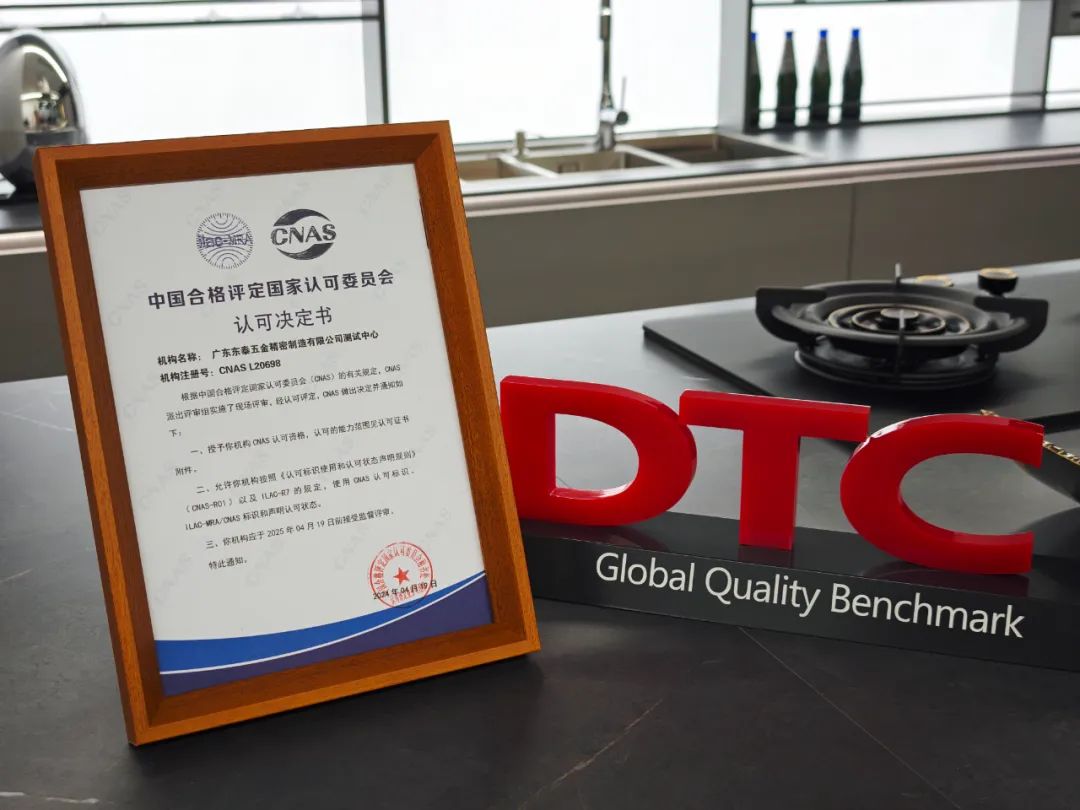 ilac-MRA
CNAS
中国合格评定国家认可委员会
认可决定书
机构名称: 广东东泰五金精密制造有限公司测试中心
机构注册号: CNAS L20698
根据中国合格评定国家认可委员会(CNAS)的有关规定, CNAS
派出评审组实施了现场评审。经认可评定, CNAS 做出决定并通知如
下:
一、授予你机构 CNAS 认可资格, 认可的能力范围见认可证书
附件。
二、允许你机构按照《认可标识使用和认可状态声明规则》
(CNAS-R01)以及 ILAC-R7 的规定, 使用 CNAS 认可标识、
ILAC-MRA/CNAS 标识和声明认可状态。
三、你机构应于 2025 年 04 月 19 日前接受监督评审。
特此通知。
2024 年 04 月 19 日
DTC
Global Quality Benchmark